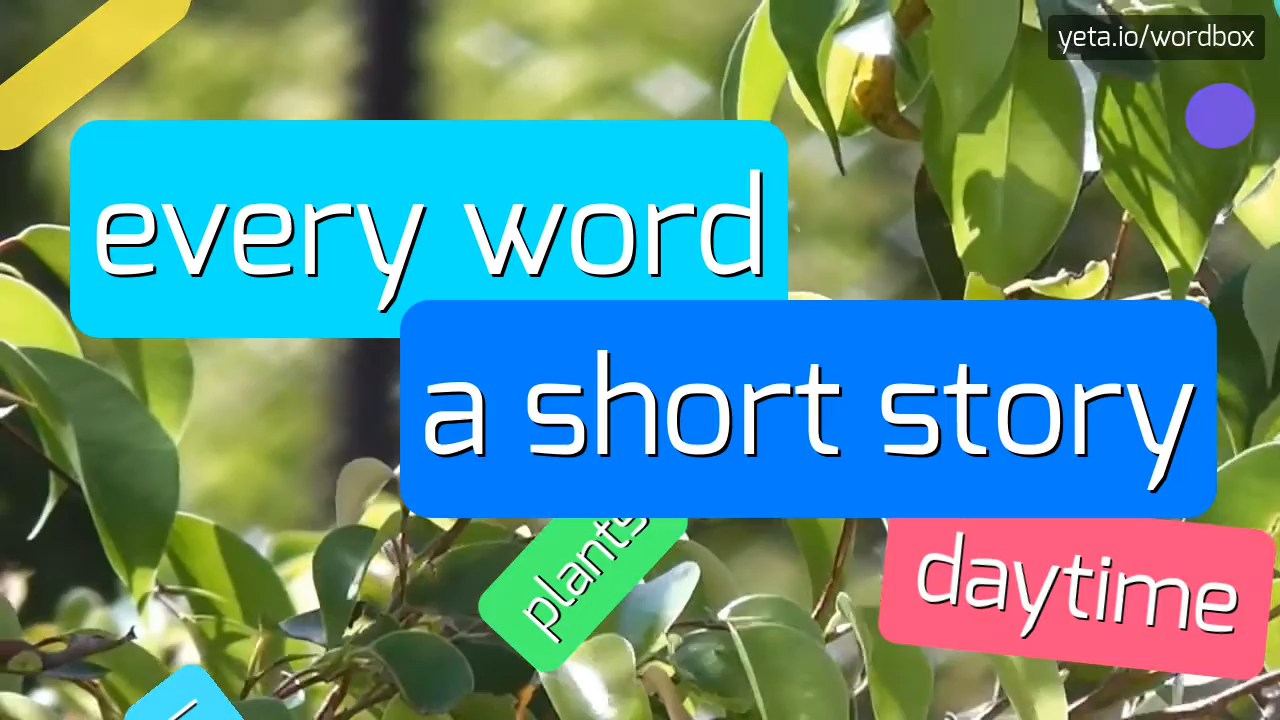 yeta.io/wordbox
every word
a short story
plants
daytime